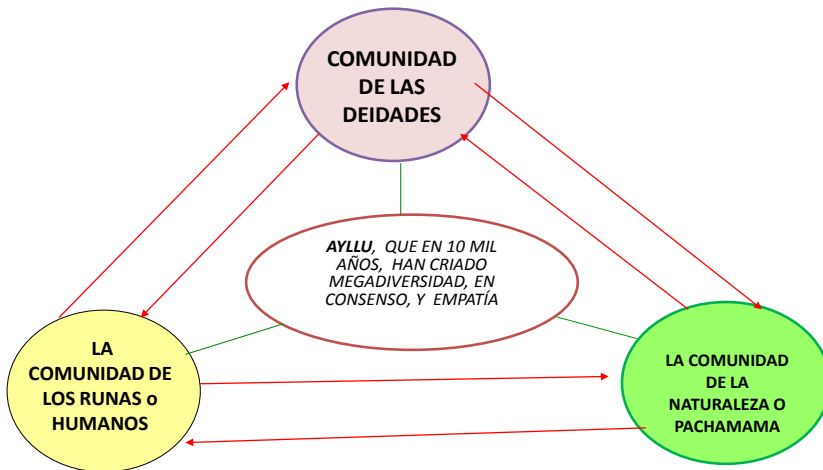 COMUNIDAD
DE LAS
DEIDADES
AYLLU, QUE EN 10 MIL
AÑOS, HAN CRIADO
MEGADIVERSIDAD, EN
CONSENSO, Y EMPATÍA
LA
COMUNIDAD DE
LOS RUNAS o
HUMANOS
LA COMUNIDAD
DE LA
NATURALEZA O
PACHAMAMA